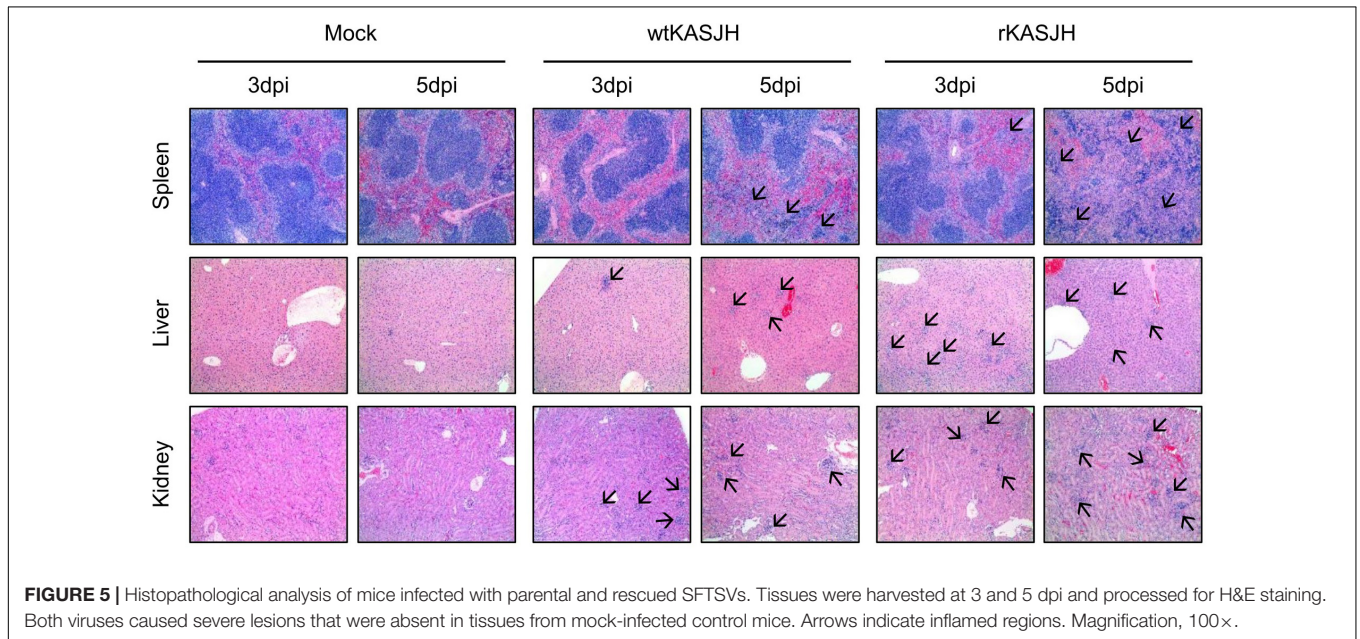 Mock wtKASJH rKASJH
3dpi 5dpi 3dpi 5dpi 3dpi 5dpi
Spleen
Liver
Kidney
FIGURE 5 | Histopathological analysis of mice infected with parental and rescued SFTSVs. Tissues were harvested at 3 and 5 dpi and processed for H&E staining.
Both viruses caused severe lesions that were absent in tissues from mock-infected control mice. Arrows indicate inflamed regions. Magnification, 100×.